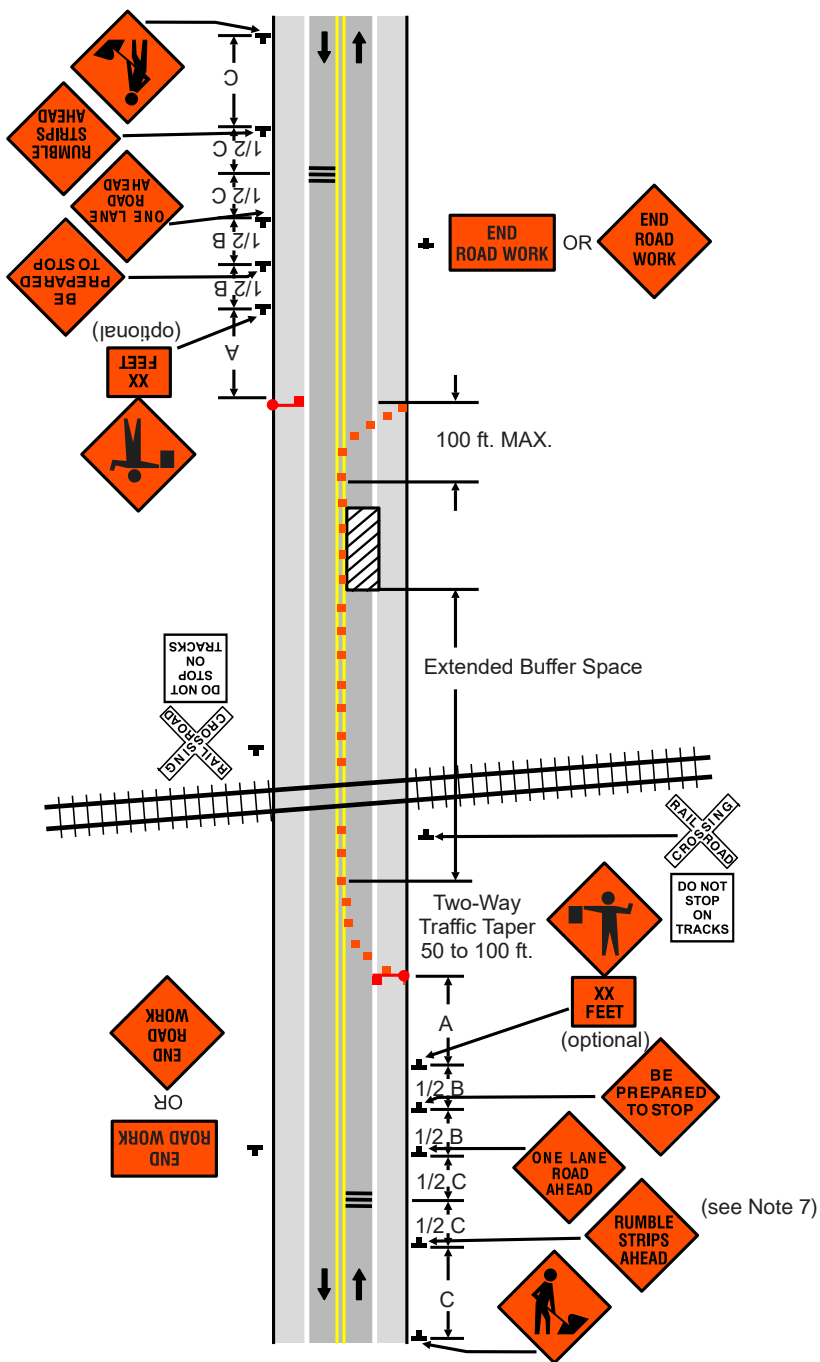 C
RUMBLE
STRIPS
AHEAD
1/2 C
1/2 C
ONE LANE
ROAD
AHEAD
1/2 B
BE
PREPARED
TO STOP
1/2 B
(optional)
XX
FEET
A
END
ROAD WORK
OR
END
ROAD
WORK
100 ft. MAX.
Extended Buffer Space
DO NOT
STOP
ON
TRACKS
RAILROAD
CROSSING
RAIL ROAD
CROSSING
DO NOT
STOP
ON
TRACKS
Two-Way
Traffic Taper
50 to 100 ft.
XX
FEET
(optional)
A
END
ROAD
WORK
OR
END
ROAD WORK
1/2 B
BE
PREPARED
TO STOP
1/2 B
ONE LANE
ROAD
AHEAD
1/2 C
1/2 C
RUMBLE
STRIPS
AHEAD
(see Note 7)
C